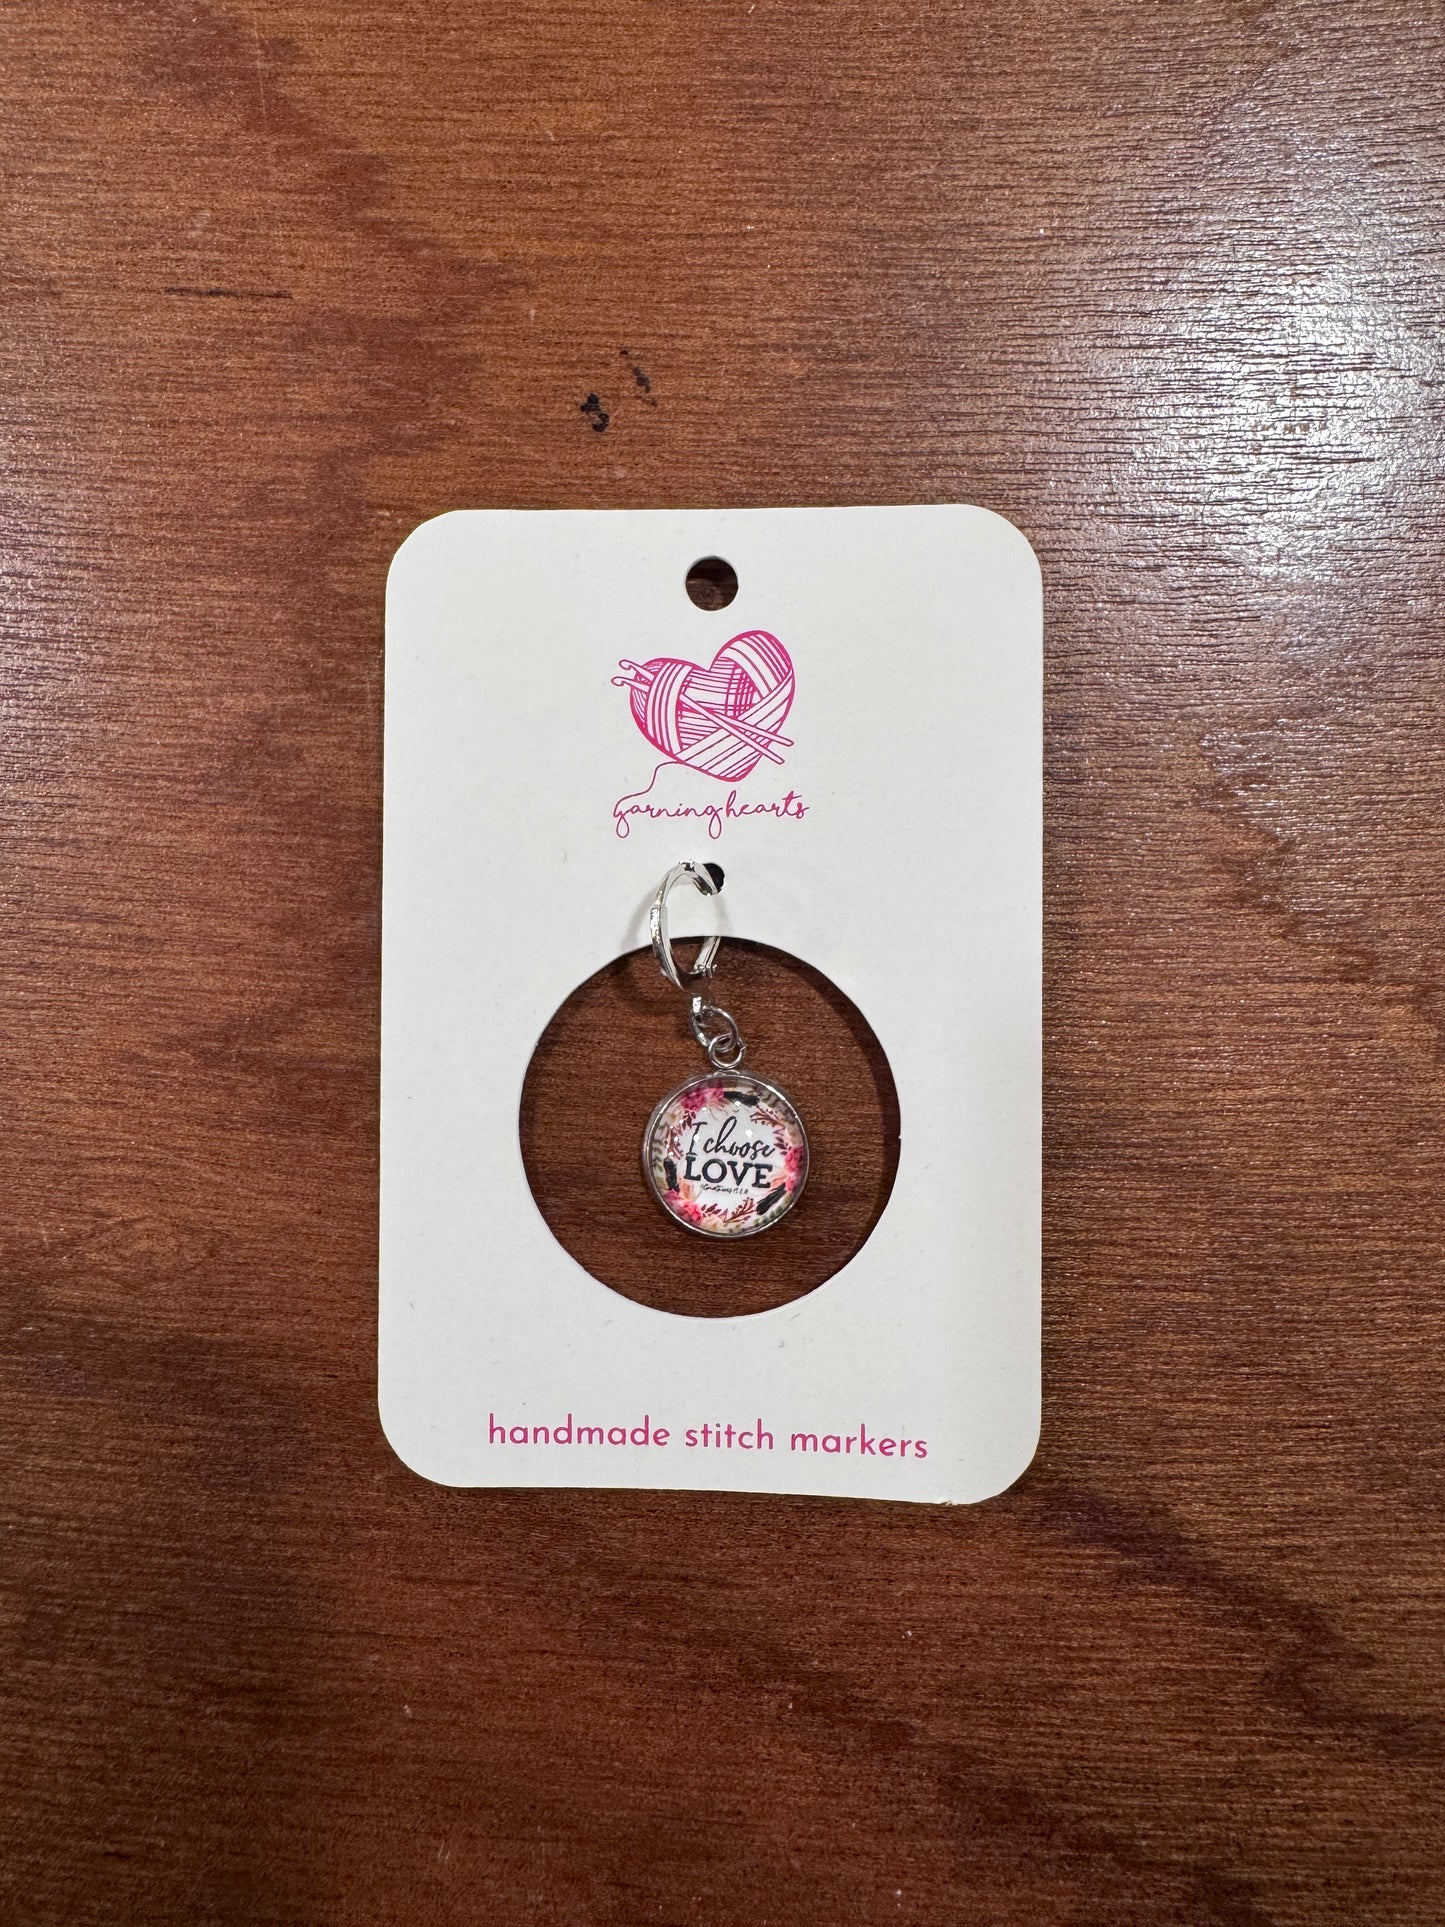 yarninghearts
I choose
LOVE
handmade stitch markers